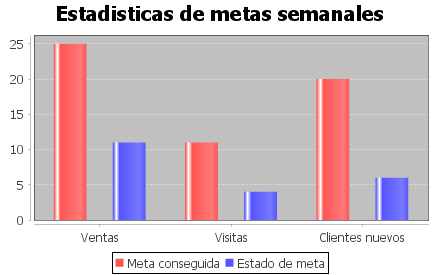 Estadisticas de metas semanales
25
20
15
10
5
0
Ventas Visitas Clientes nuevos
Meta conseguida Estado de meta